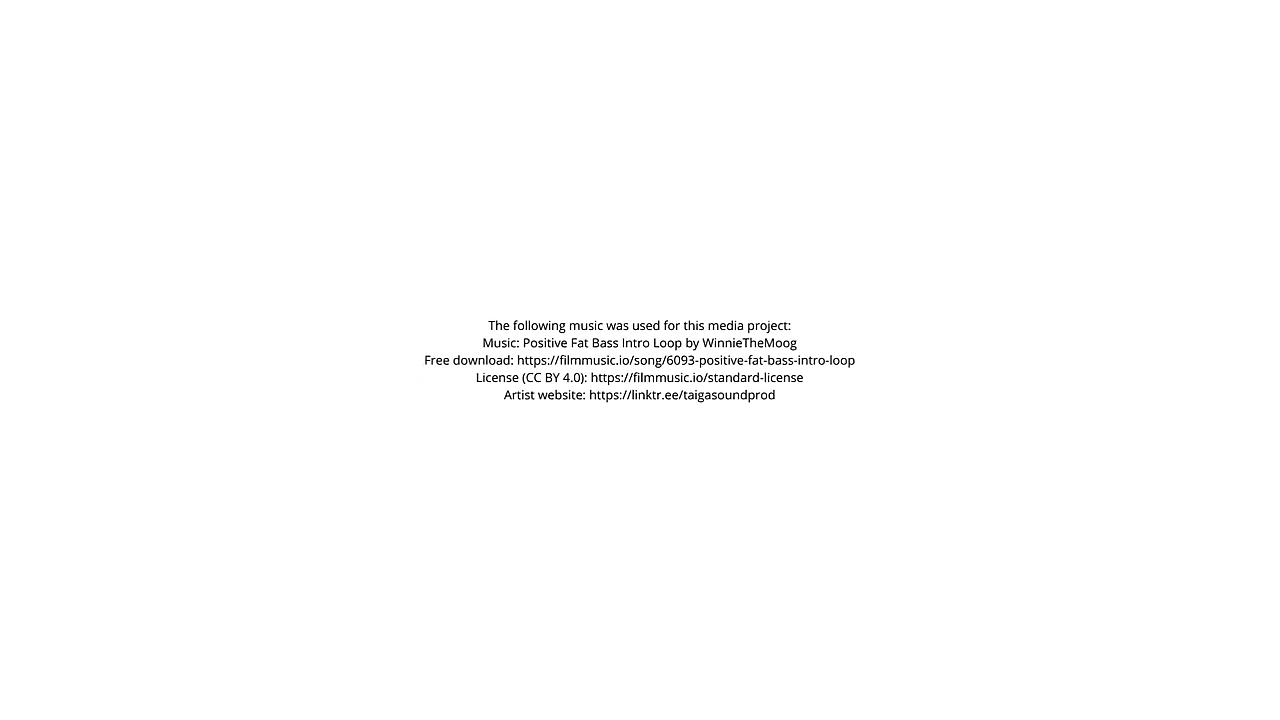 The following music was used for this media project:
Music: Positive Fat Bass Intro Loop by WinnieTheMoog
Free download: https://filmmusic.io/song/6093-positive-fat-bass-intro-loop
License (CC BY 4.0): https://filmmusic.io/standard-license
Artist website: https://linktr.ee/taigasoundprod